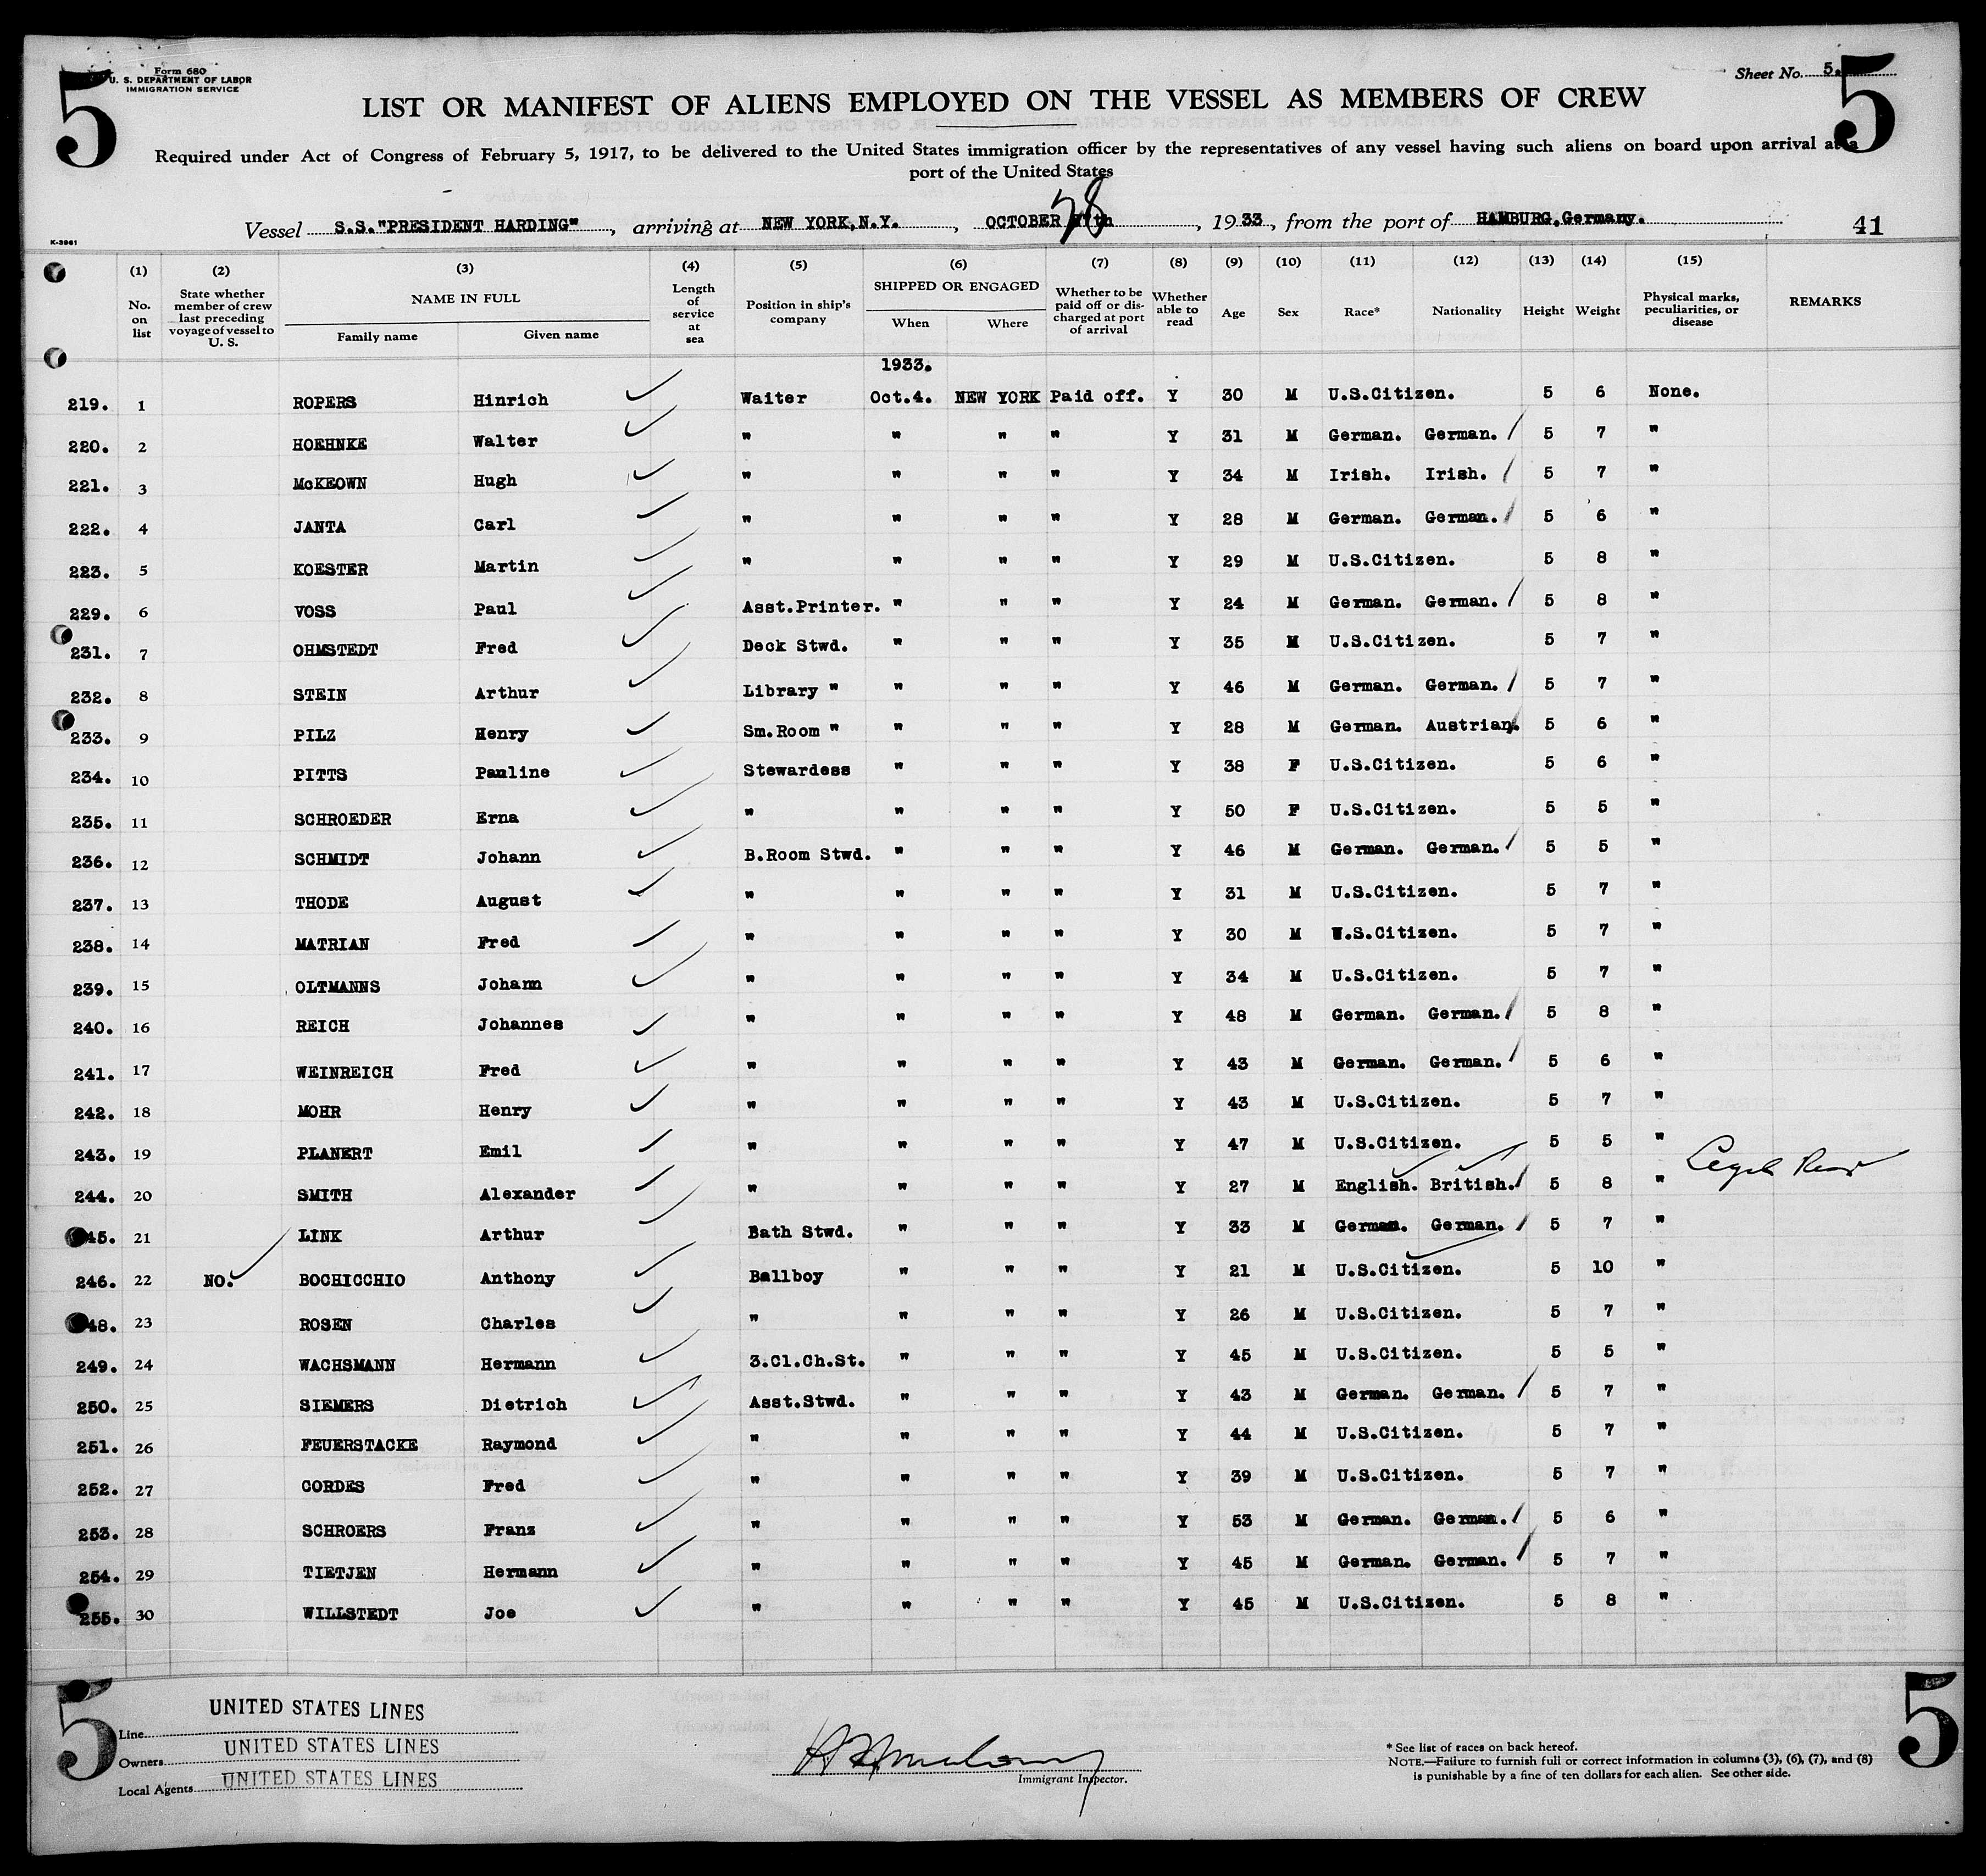 5
Form 680
U. S. DEPARTMENT OF LABOR
IMMIGRATION SERVICE
Sheet No. 5.
5
LIST OR MANIFEST OF ALIENS EMPLOYED ON THE VESSEL AS MEMBERS OF CREW
Required under Act of Congress of February 5, 1917, to be delivered to the United States immigration officer by the representatives of any vessel having such aliens on board upon arrival at a
port of the United States
Vessel S.S."PRESIDENT HARDING", arriving at NEW YORK,N.Y., OCTOBER 28, 1933, from the port of HAMBURG,Germany. 41
K-3961
(1) (2) (3) (4) (5) (6) (7) (8) (9) (10) (11) (12) (13) (14) (15)
No. on list
State whether member of crew last preceding voyage of vessel to U. S.
NAME IN FULL
Family name
Given name
Length of service at sea
Position in ship's company
SHIPPED OR ENGAGED
When
Where
Whether to be paid off or discharged at port of arrival
Whether able to read
Age
Sex
Race*
Nationality
Height
Weight
Physical marks, peculiarities, or disease
REMARKS
1933.
219. 1 ROPERS Hinrich Waiter Oct.4. NEW YORK Paid off. Y 30 M U.S.Citizen. 5 6 None.
220. 2 HOEHNKE Walter " " " " Y 31 M German. German. 5 7 "
221. 3 McKEOWN Hugh " " " " Y 34 M Irish. Irish. 5 7 "
222. 4 JANTA Carl " " " " Y 28 M German. German. 5 6 "
223. 5 KOESTER Martin " " " " Y 29 M U.S.Citizen. 5 8 "
229. 6 VOSS Paul Asst.Printer. " " " Y 24 M German. German. 5 8 "
231. 7 OHMSTEDT Fred Deck Stwd. " " " Y 35 M U.S.Citizen. 5 7 "
232. 8 STEIN Arthur Library " " " " Y 46 M German. German. 5 7 "
233. 9 PILZ Henry Sm.Room " " " " Y 28 M German. Austrian. 5 6 "
234. 10 PITTS Pauline Stewardess " " " Y 38 F U.S.Citizen. 5 6 "
235. 11 SCHROEDER Erna " " " " Y 50 F U.S.Citizen. 5 5 "
236. 12 SCHMIDT Johann B.Room Stwd. " " " Y 46 M German. German. 5 5 "
237. 13 THODE August " " " " Y 31 M U.S.Citizen. 5 7 "
238. 14 MATRIAN Fred " " " " Y 30 M U.S.Citizen. 5 7 "
239. 15 OLTMANNS Johann " " " " Y 34 M U.S.Citizen. 5 7 "
240. 16 REICH Johannes " " " " Y 48 M German. German. 5 8 "
241. 17 WEINREICH Fred " " " " Y 43 M German. German. 5 6 "
242. 18 MOHR Henry " " " " Y 43 M U.S.Citizen. 5 7 "
243. 19 PLANERT Emil " " " " Y 47 M U.S.Citizen. 5 5 "
244. 20 SMITH Alexander " " " " Y 27 M English. British. 5 8 "
45. 21 LINK Arthur Bath Stwd. " " " Y 33 M German. German. 5 7 "
246. 22 NO. BOCHICCHIO Anthony Bellboy " " " Y 21 M U.S.Citizen. 5 10 "
48. 23 ROSEN Charles " " " " Y 26 M U.S.Citizen. 5 7 "
249. 24 WACHSMANN Hermann 3.Cl.Ch.St. " " " Y 45 M U.S.Citizen. 5 5 "
250. 25 SIEMERS Dietrich Asst.Stwd. " " " Y 43 M German. German. 5 7 "
251. 26 FEUERSTACKE Raymond " " " " Y 44 M U.S.Citizen. 5 7 "
252. 27 CORDES Fred " " " " Y 39 M U.S.Citizen. 5 7 "
253. 28 SCHROERS Franz " " " " Y 53 M German. German. 5 6 "
254. 29 TIETJEN Hermann " " " " Y 45 M German. German. 5 7 "
255. 30 WILLSTEDT Joe " " " " Y 45 M U.S.Citizen. 5 8 "
5
Line UNITED STATES LINES
Owners UNITED STATES LINES
Local Agents UNITED STATES LINES
Immigrant Inspector.
* See list of races on back hereof.
NOTE.—Failure to furnish full or correct information in columns (3), (6), (7), and (8)
is punishable by a fine of ten dollars for each alien. See other side.
5